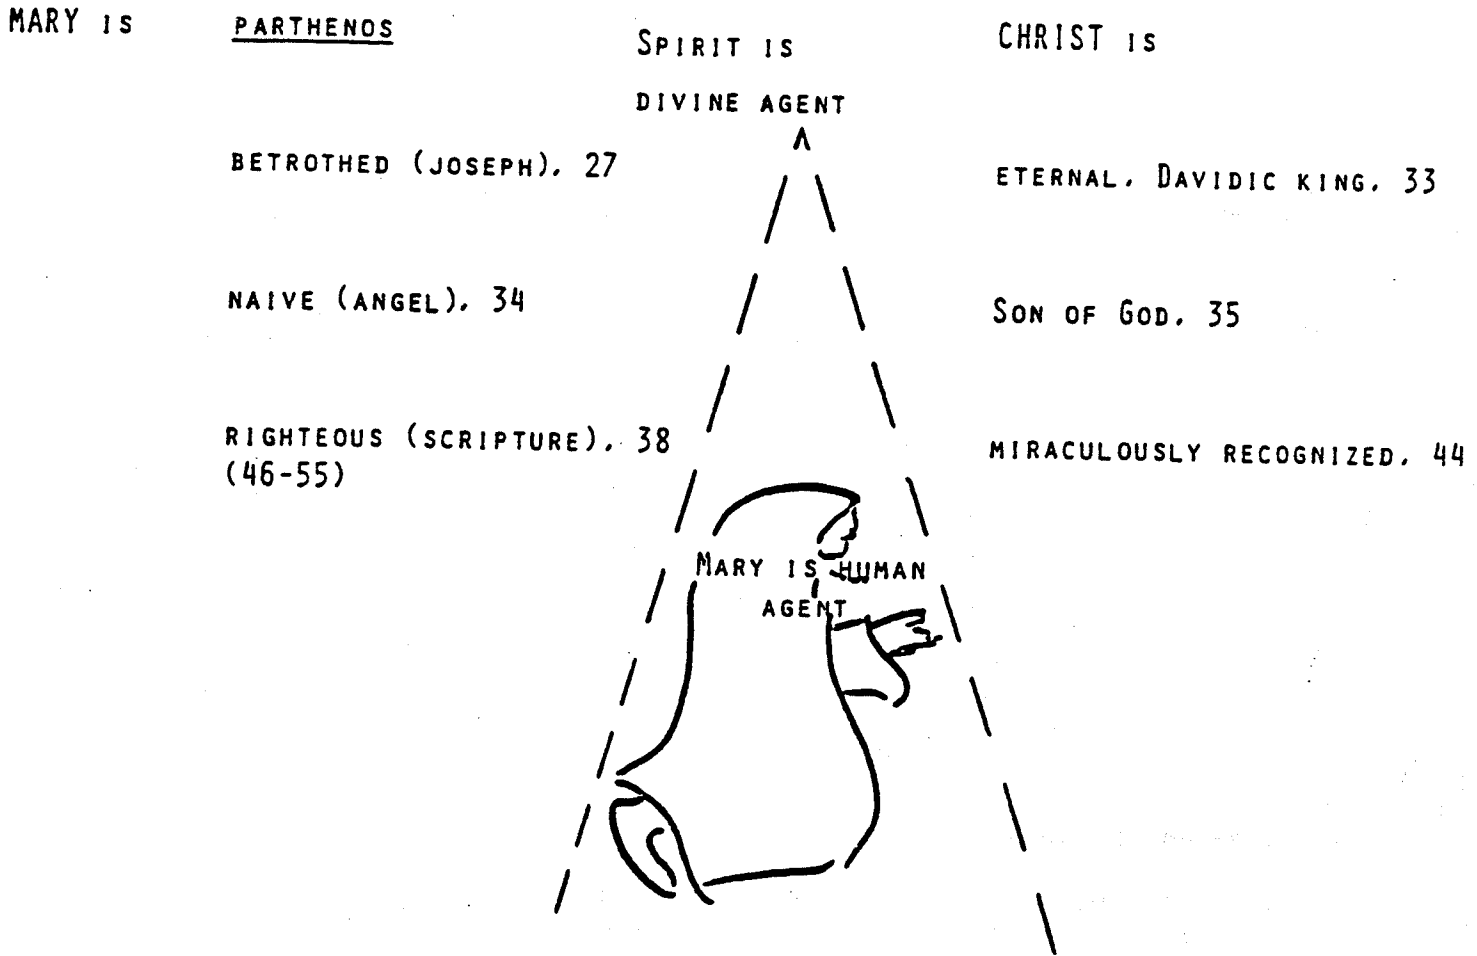 MARY IS PARTHENOS
BETROTHED (JOSEPH), 27
NAIVE (ANGEL), 34
RIGHTEOUS (SCRIPTURE), 38
(46-55)
SPIRIT IS
DIVINE AGENT
MARY IS HUMAN
AGENT
CHRIST IS
ETERNAL, DAVIDIC KING, 33
SON OF GOD, 35
MIRACULOUSLY RECOGNIZED, 44